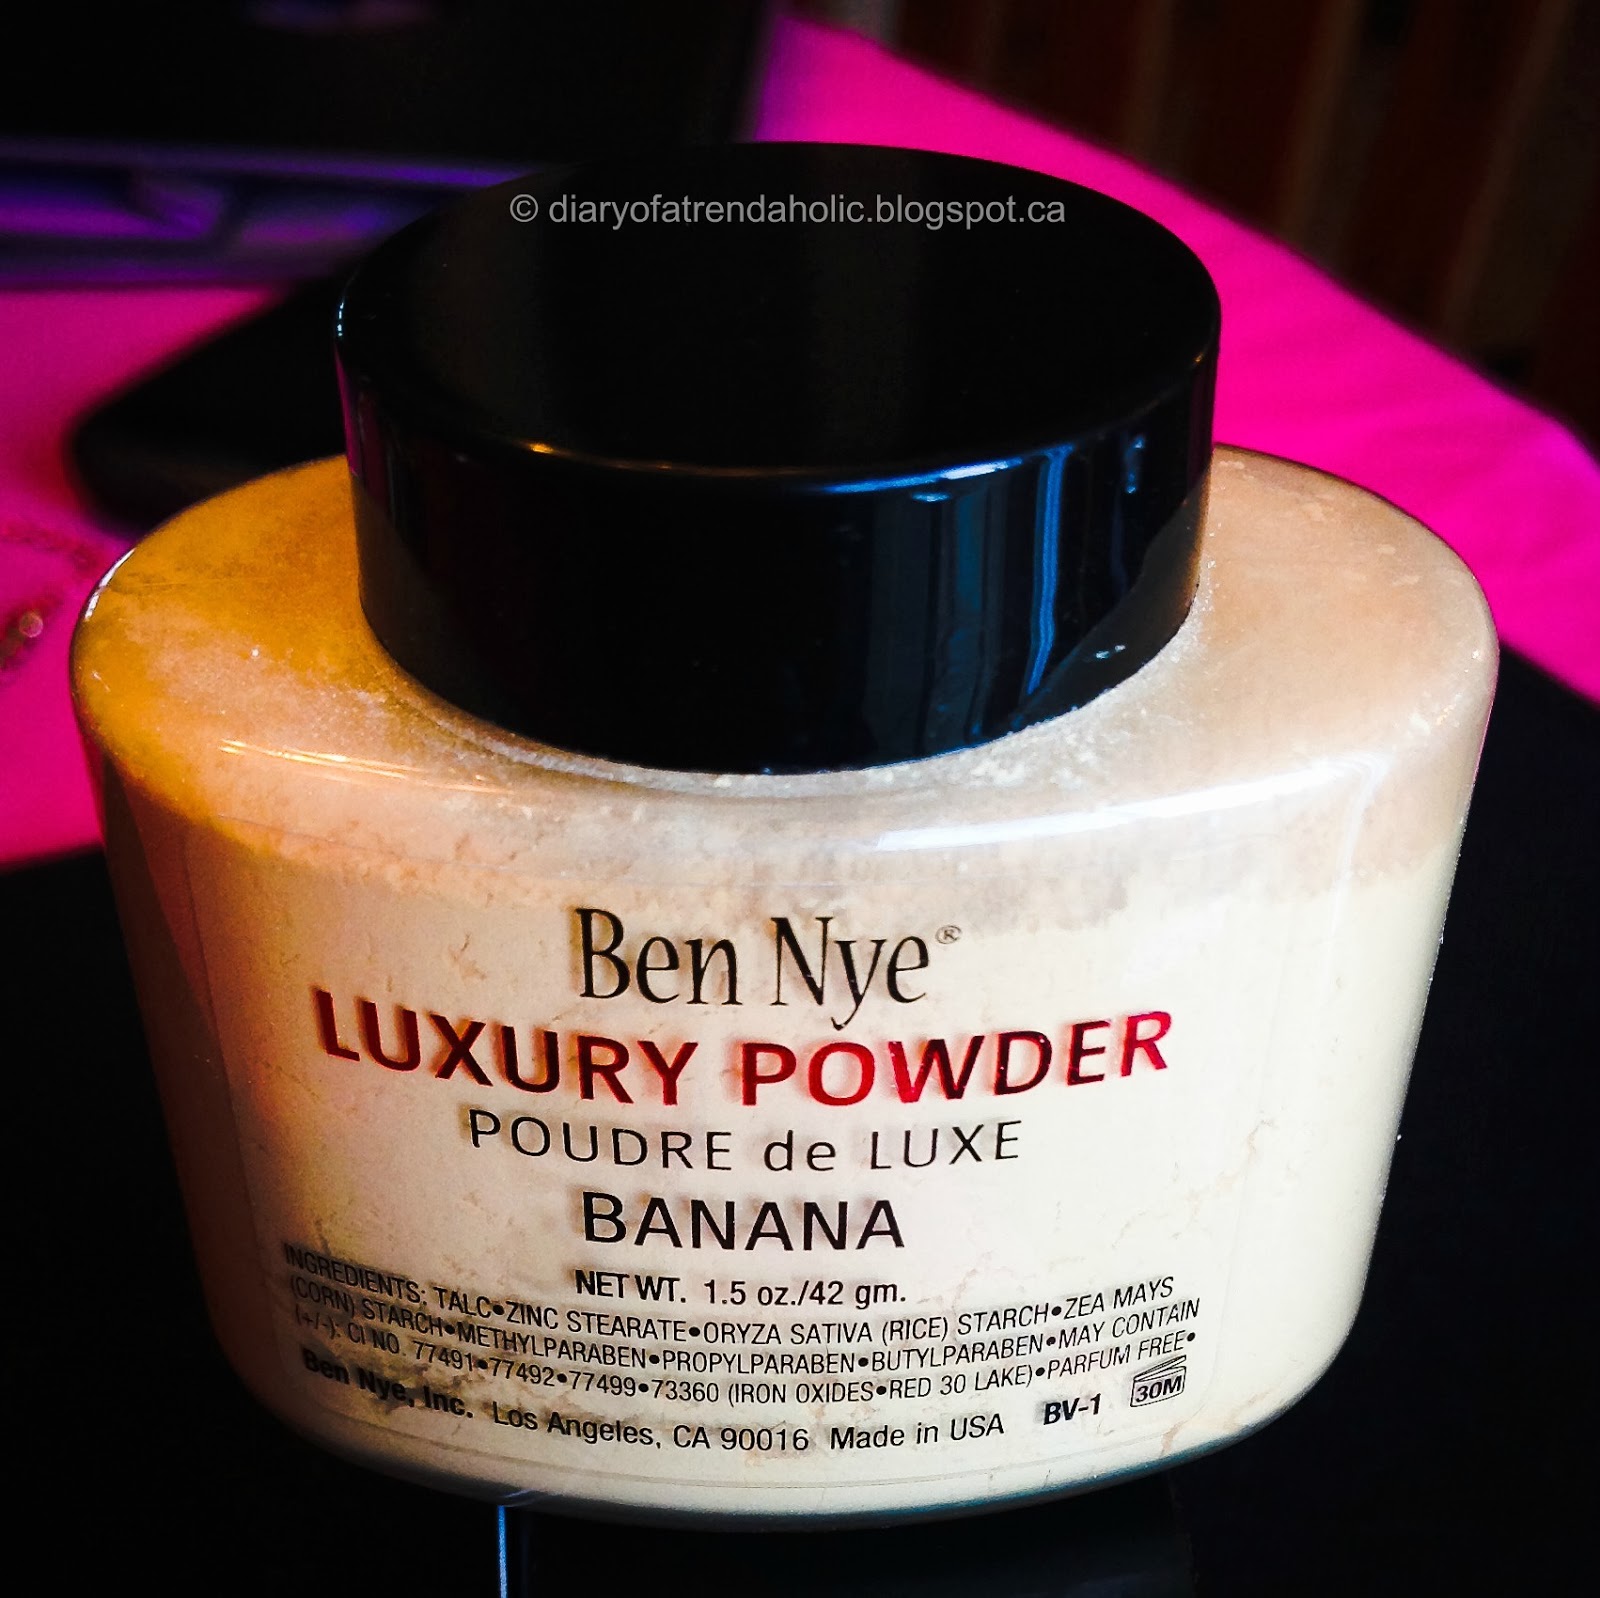 © diaryofatrendaholic.blogspot.ca
Ben Nye®
LUXURY POWDER
POUDRE de LUXE
BANANA
NET WT. 1.5 oz./42 gm.
INGREDIENTS: TALC•ZINC STEARATE•ORYZA SATIVA (RICE) STARCH•ZEA MAYS
(CORN) STARCH•METHYLPARABEN•PROPYLPARABEN•BUTYLPARABEN•MAY CONTAIN
(+/-): CI NO. 77491•77492•77499•73360 (IRON OXIDES•RED 30 LAKE)•PARFUM FREE•
Ben Nye, Inc. Los Angeles, CA 90016 Made in USA BV-1 30M